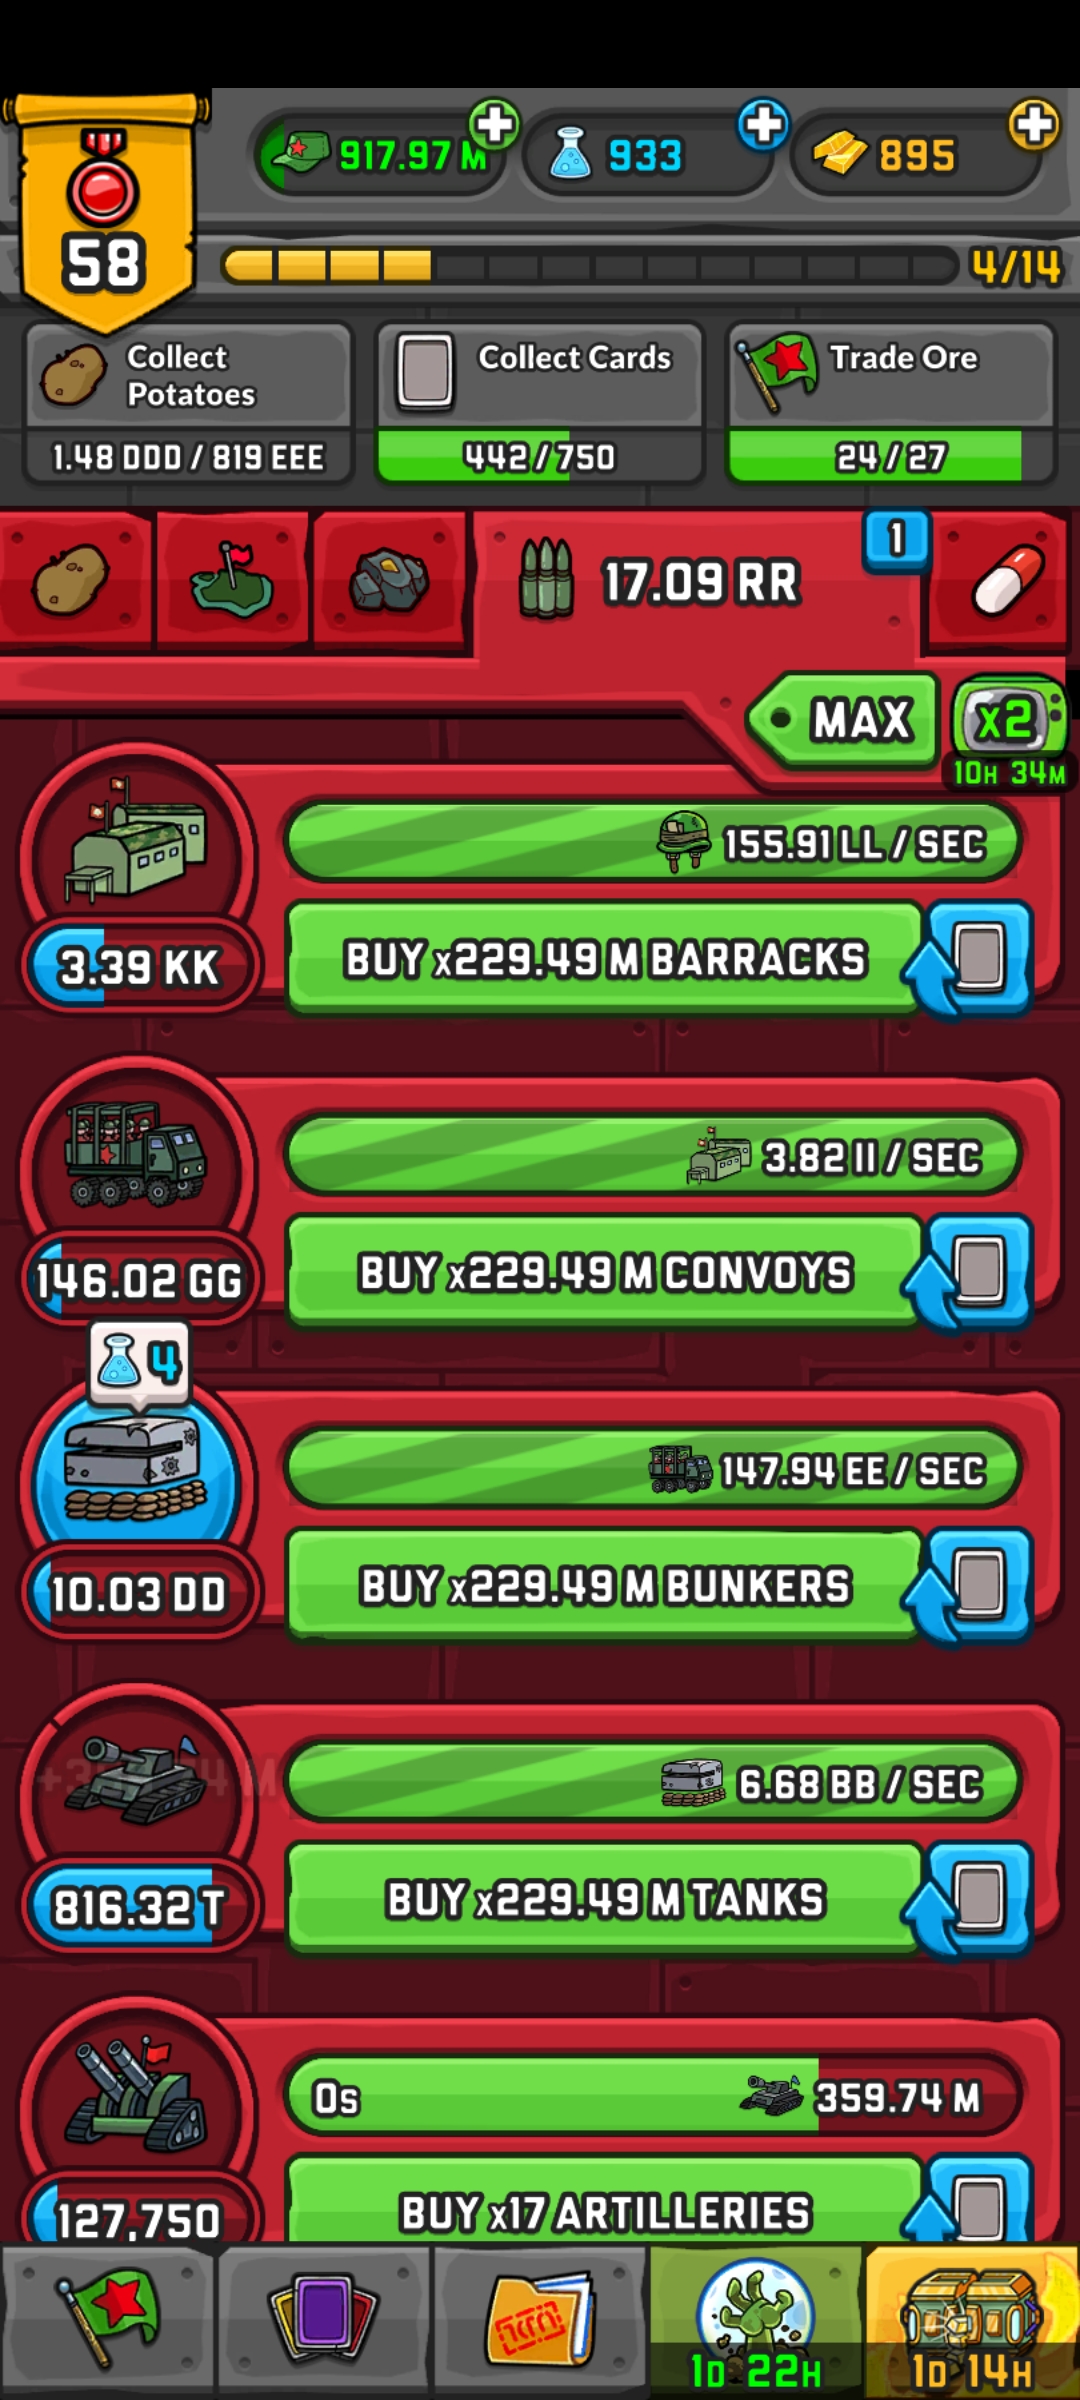 917.97 M
933
895
58
4/14
Collect
Potatoes
1.48 DDD / 819 EEE
Collect Cards
442/750
Trade Ore
24/27
17.09 RR
1
MAX
x2
10H 34M
155.91 LL / SEC
3.39 KK
BUY x229.49 M BARRACKS
3.82 II / SEC
146.02 GG
BUY x229.49 M CONVOYS
4
147.94 EE / SEC
10.03 DD
BUY x229.49 M BUNKERS
6.68 BB / SEC
816.32 T
BUY x229.49 M TANKS
0s
359.74 M
127,750
BUY x17 ARTILLERIES
1D 22H
1D 14H